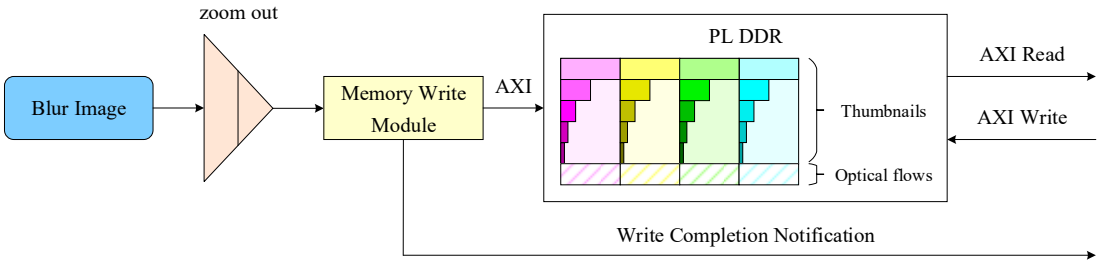 zoom out
Blur Image
Memory Write
Module
AXI
PL DDR
Thumbnails
Optical flows
AXI Read
AXI Write
Write Completion Notification